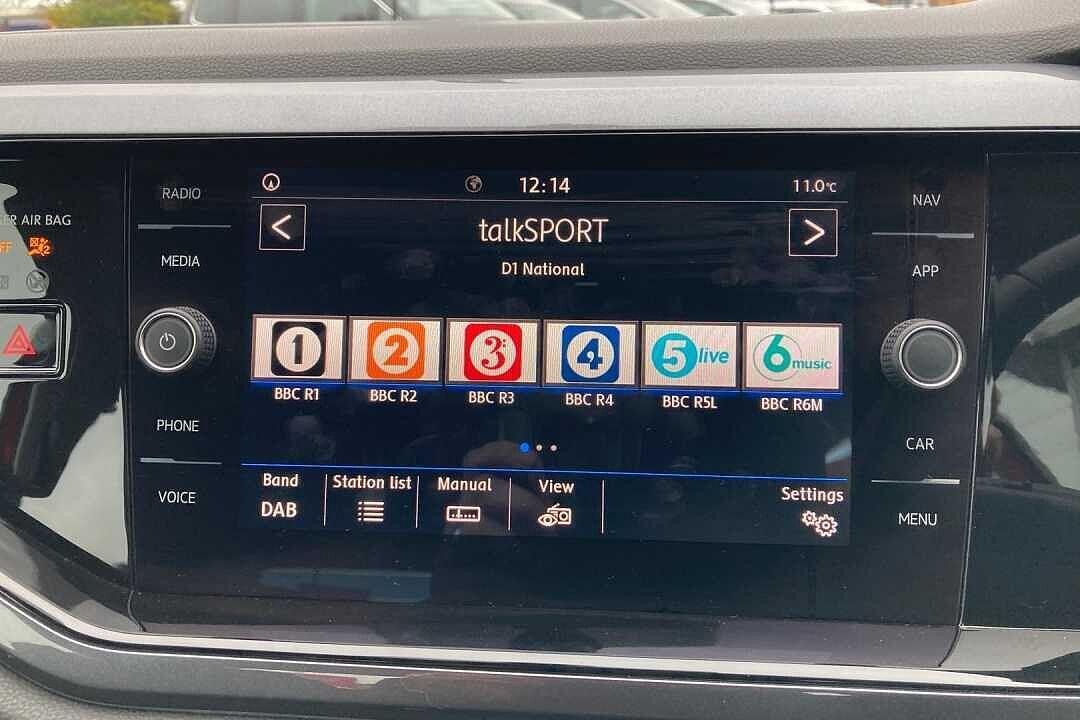 RADIO
MEDIA
PHONE
VOICE
AIR BAG
12:14
11.0°C
<
talkSPORT
>
D1 National
1
2
3
4
5 live
6 music
BBC R1
BBC R2
BBC R3
BBC R4
BBC R5L
BBC R6M
Band
DAB
Station list
Manual
View
Settings
NAV
APP
CAR
MENU